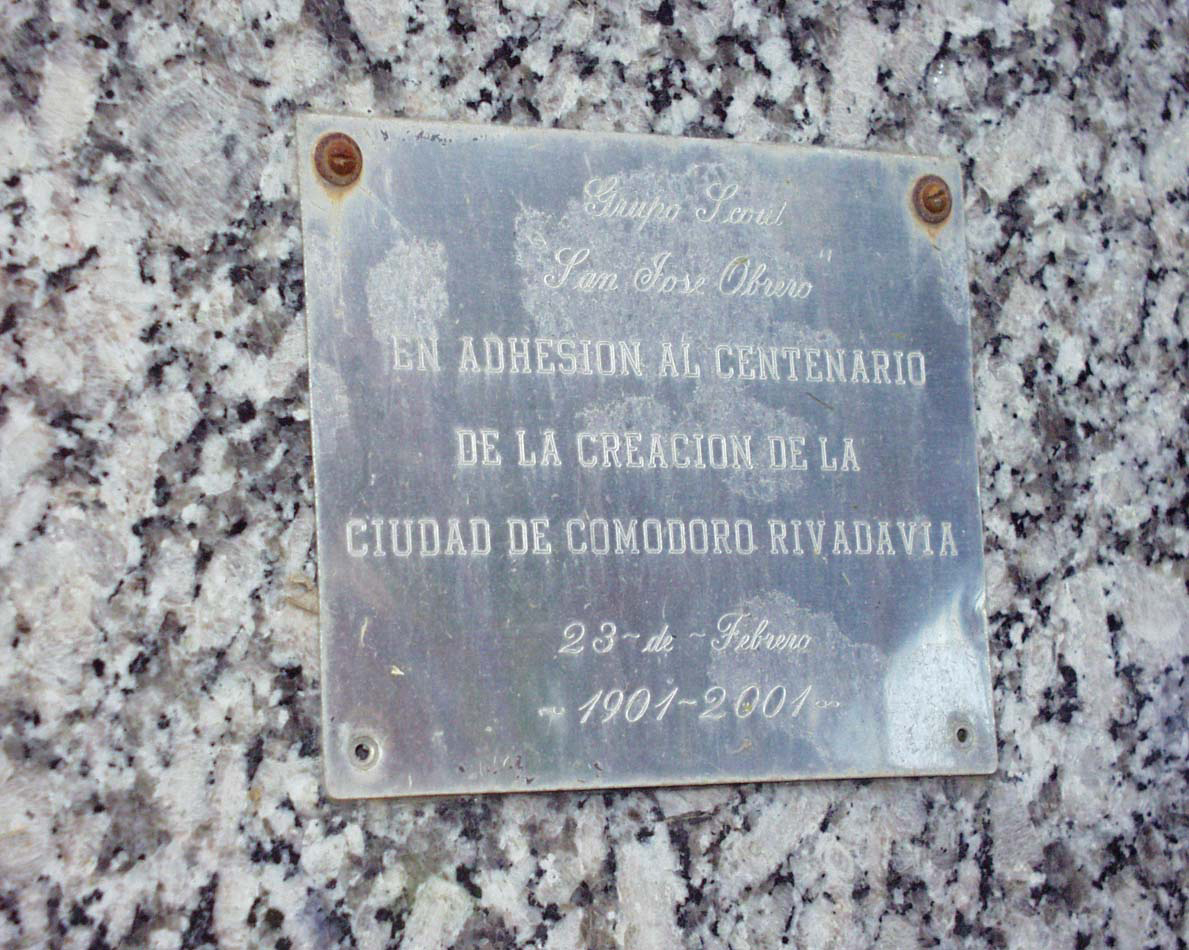 Grupo Scout
"San Jose Obrero"
EN ADHESION AL CENTENARIO
DE LA CREACION DE LA
CIUDAD DE COMODORO RIVADAVIA
23~de ~Febrero
~1901~2001~